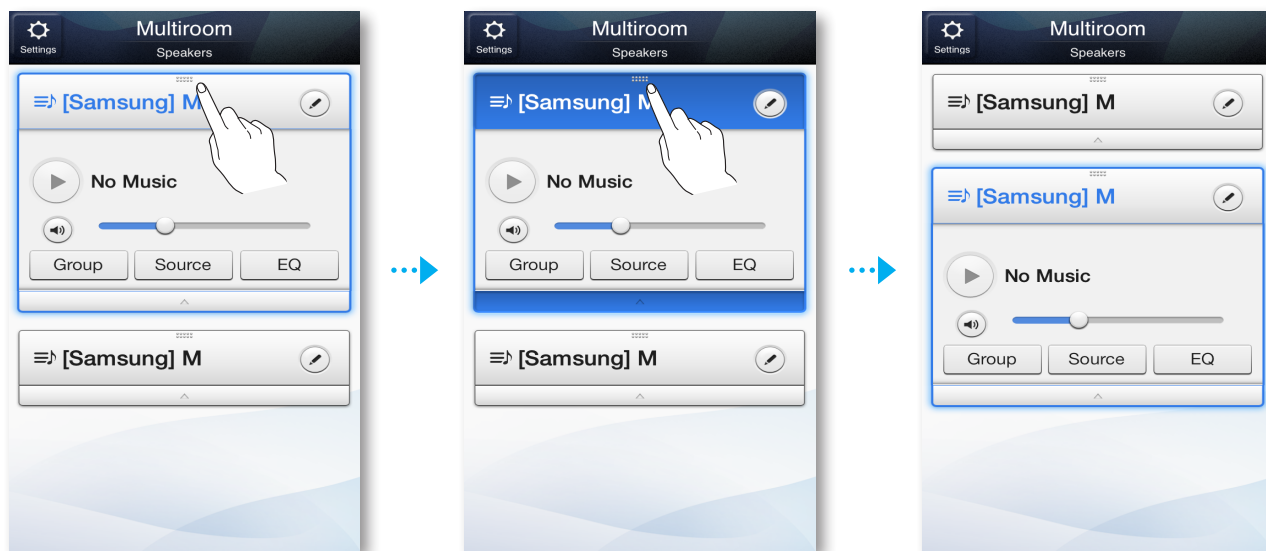 Multiroom
Settings
Speakers
[Samsung] M
No Music
Group Source EQ
[Samsung] M
Multiroom
Settings
Speakers
[Samsung] M
No Music
Group Source EQ
[Samsung] M
Multiroom
Settings
Speakers
[Samsung] M
[Samsung] M
No Music
Group Source EQ